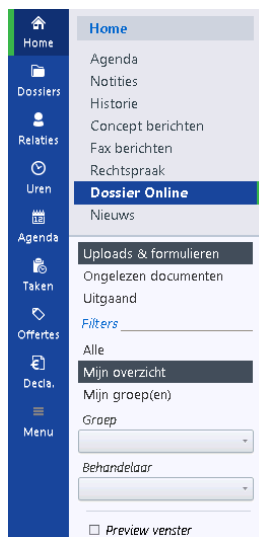 Home
Dossiers
Relaties
Uren
Agenda
Taken
Offertes
Decla.
Menu
Home
Agenda
Notities
Historie
Concept berichten
Fax berichten
Rechtspraak
Dossier Online
Nieuws
Uploads & formulieren
Ongelezen documenten
Uitgaand
Filters
Alle
Mijn overzicht
Mijn groep(en)
Groep
Behandelaar
Preview venster